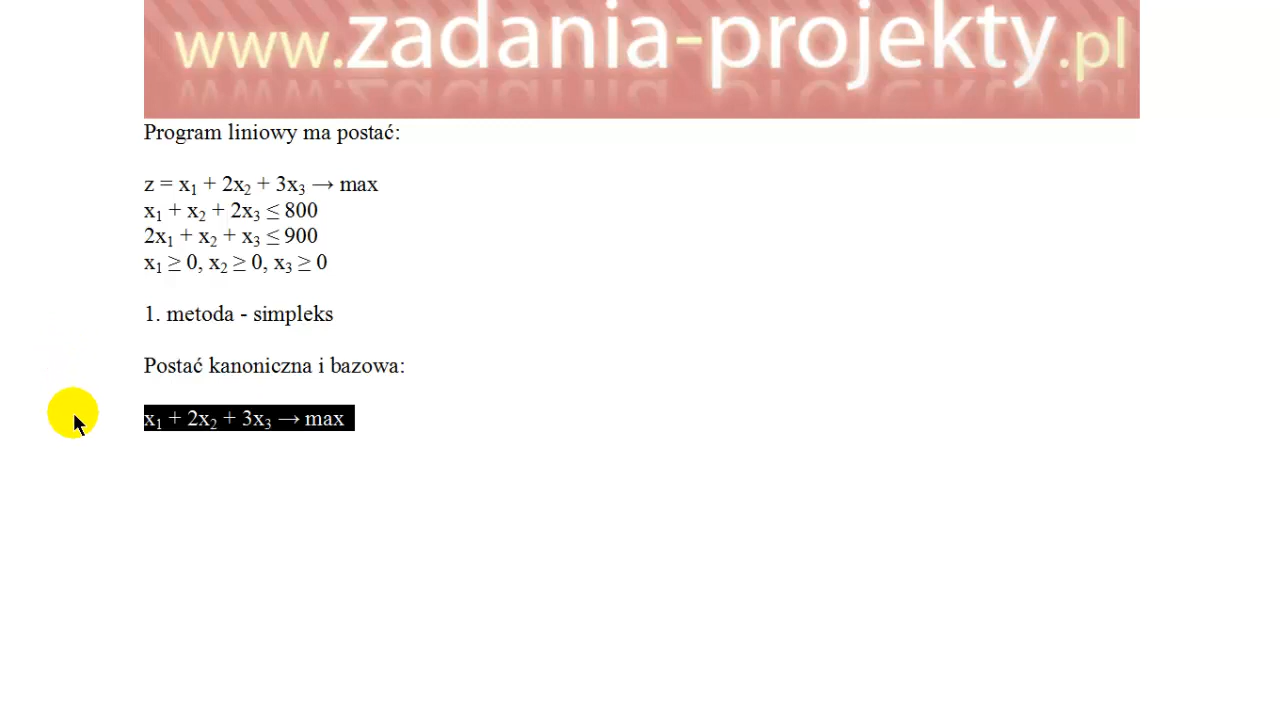 www.zadania-projekty.pl
Program liniowy ma postać:
z = x₁ + 2x₂ + 3x₃ → max
x₁ + x₂ + 2x₃ ≤ 800
2x₁ + x₂ + x₃ ≤ 900
x₁ ≥ 0, x₂ ≥ 0, x₃ ≥ 0
1. metoda - simpleks
Postać kanoniczna i bazowa:
x₁ + 2x₂ + 3x₃ → max